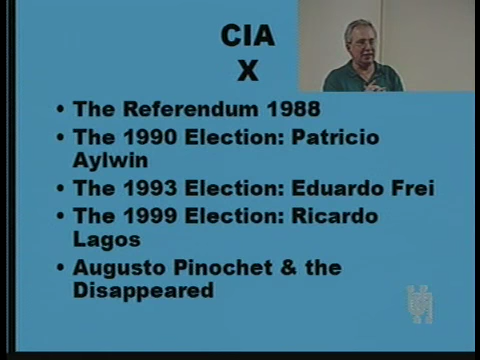 CIA
X
• The Referendum 1988
• The 1990 Election: Patricio
Aylwin
• The 1993 Election: Eduardo Frei
• The 1999 Election: Ricardo
Lagos
• Augusto Pinochet & the
Disappeared